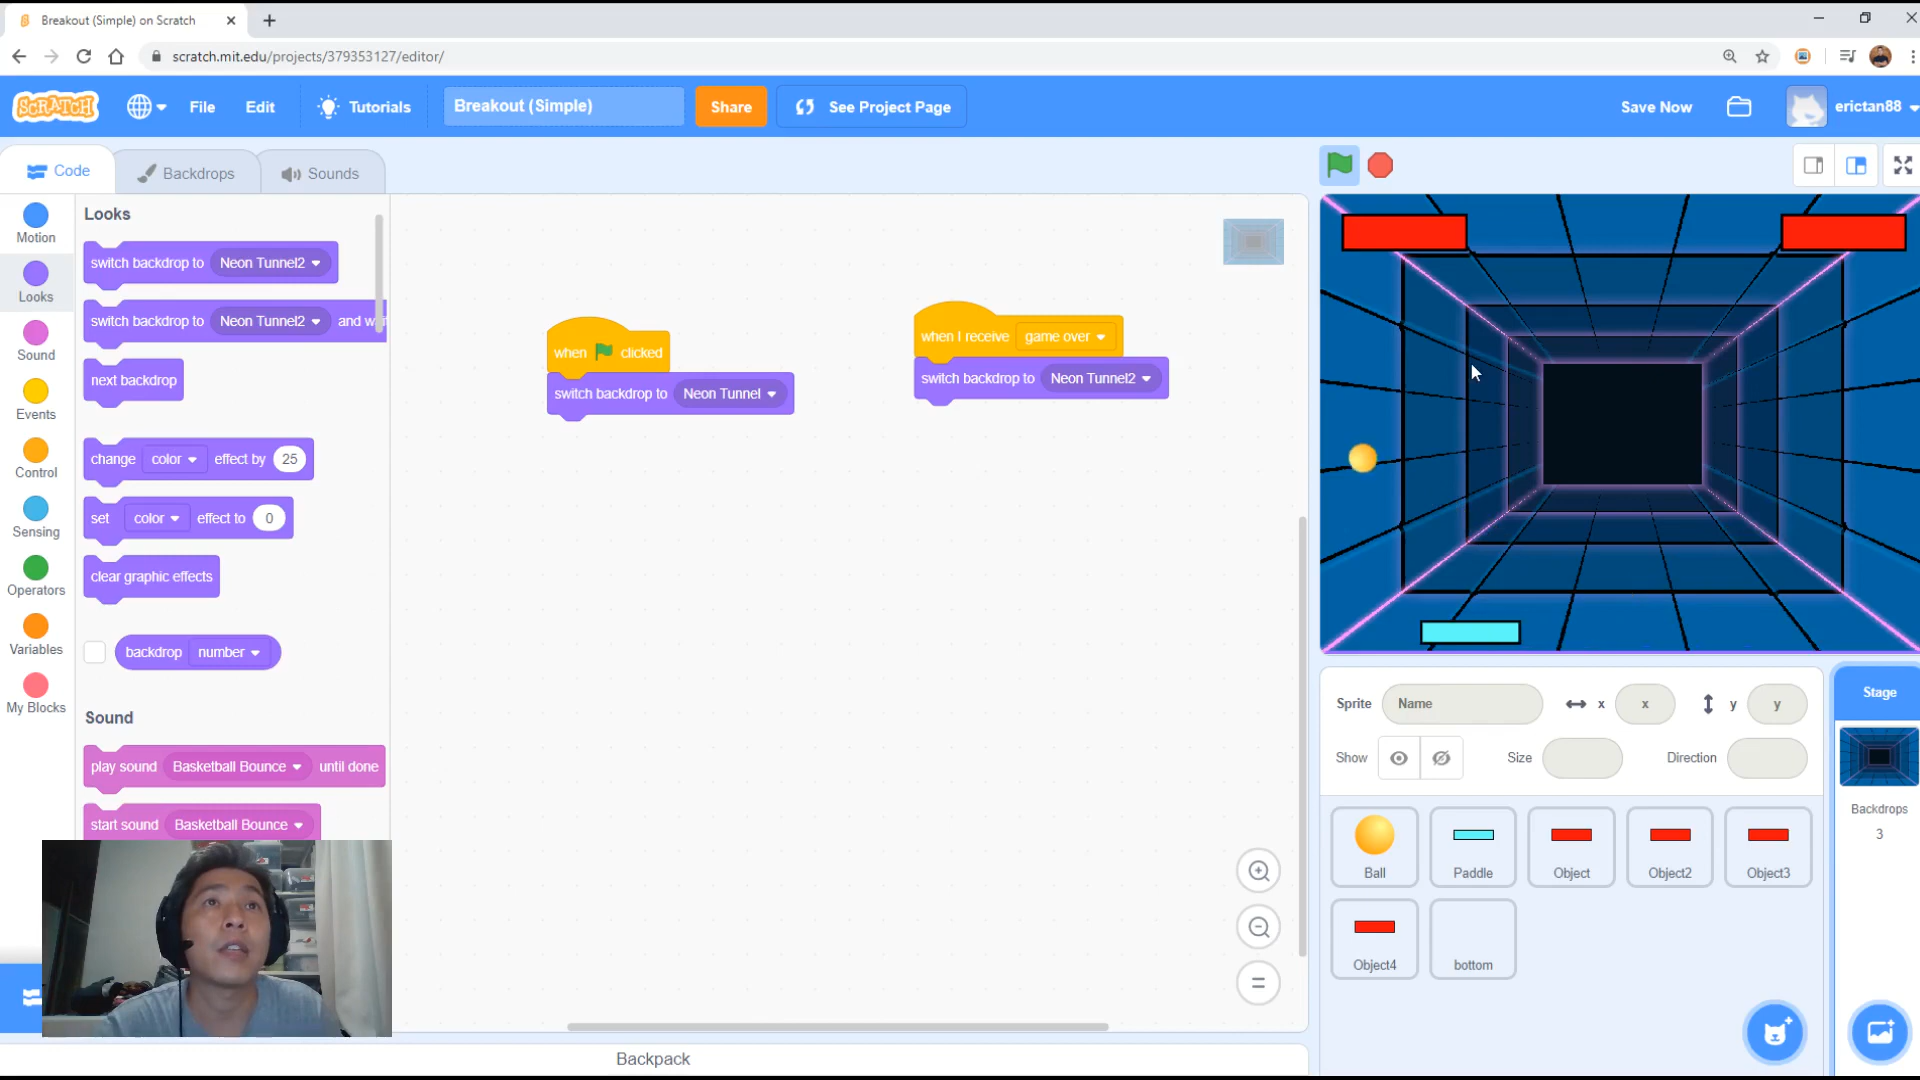 Breakout (Simple) on Scratch
scratch.mit.edu/projects/379353127/editor/
SCRATCH
File
Edit
Tutorials
Breakout (Simple)
Share
See Project Page
Save Now
erictan88
Code
Backdrops
Sounds
Motion
Looks
Sound
Events
Control
Sensing
Operators
Variables
My Blocks
Looks
switch backdrop to Neon Tunnel2
switch backdrop to Neon Tunnel2 and wa
next backdrop
change color effect by 25
set color effect to 0
clear graphic effects
backdrop number
Sound
play sound Basketball Bounce until done
start sound Basketball Bounce
when clicked
switch backdrop to Neon Tunnel
when I receive game over
switch backdrop to Neon Tunnel2
Backpack
Sprite Name x x y y
Show Size Direction
Ball
Paddle
Object
Object2
Object3
Object4
bottom
Stage
Backdrops
3